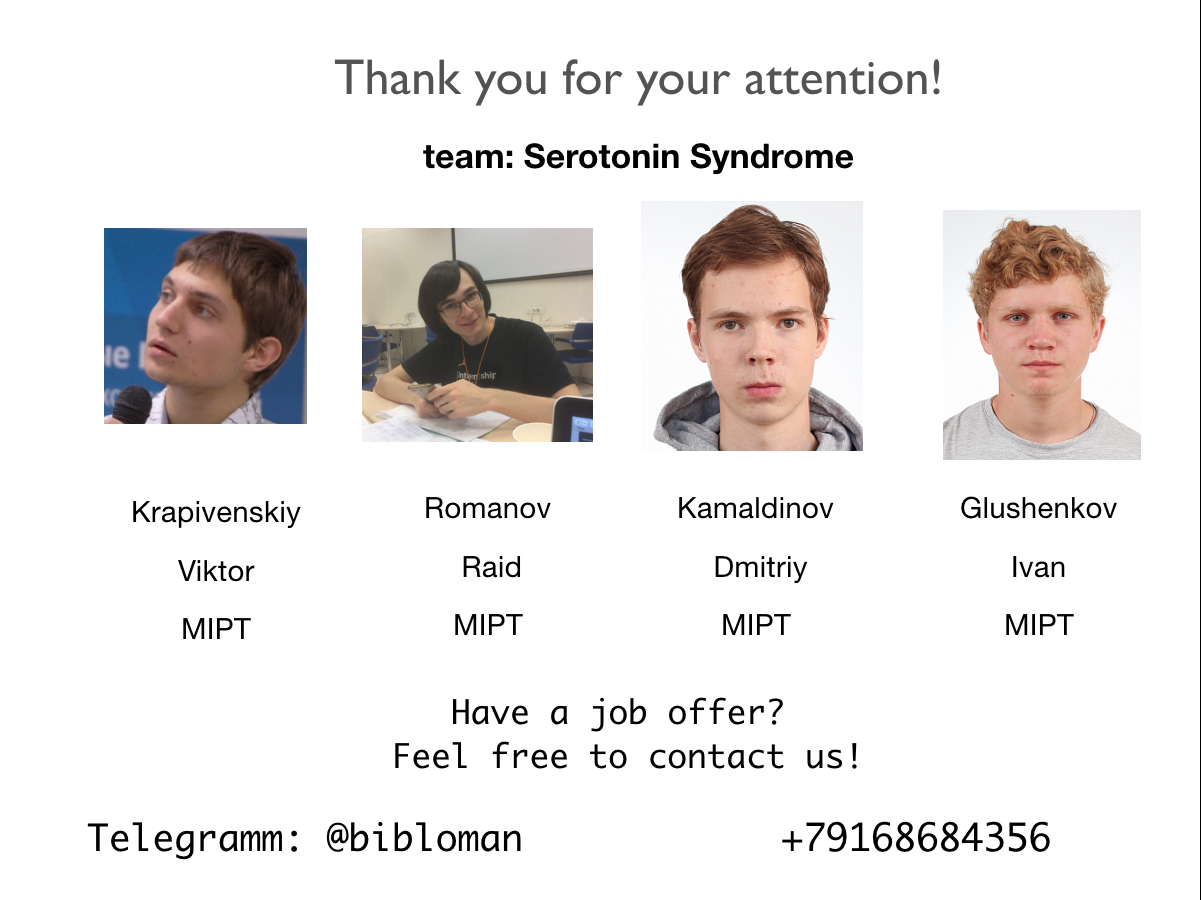 Thank you for your attention!
team: Serotonin Syndrome
Internship
Krapivenskiy
Viktor
MIPT
Romanov
Raid
MIPT
Kamaldinov
Dmitriy
MIPT
Glushenkov
Ivan
MIPT
Have a job offer?
Feel free to contact us!
Telegramm: @bibloman
+79168684356